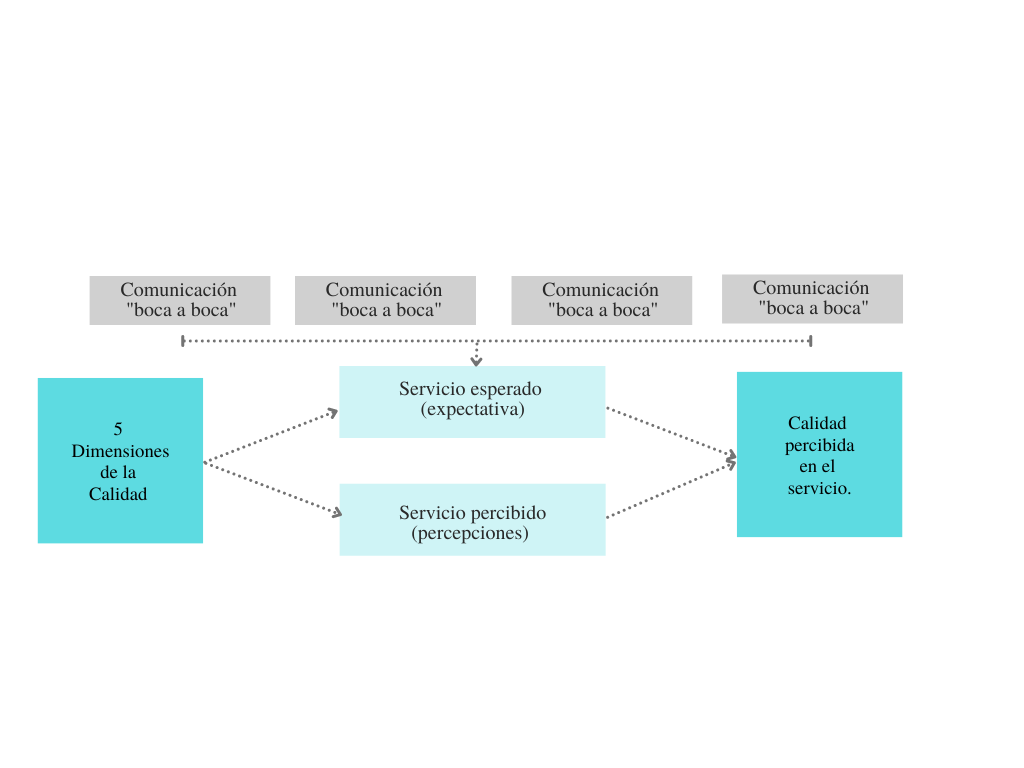 Comunicación
"boca a boca"
Comunicación
"boca a boca"
Comunicación
"boca a boca"
Comunicación
"boca a boca"
5
Dimensiones
de la
Calidad
Servicio esperado
(expectativa)
Servicio percibido
(percepciones)
Calidad
percibida
en el
servicio.